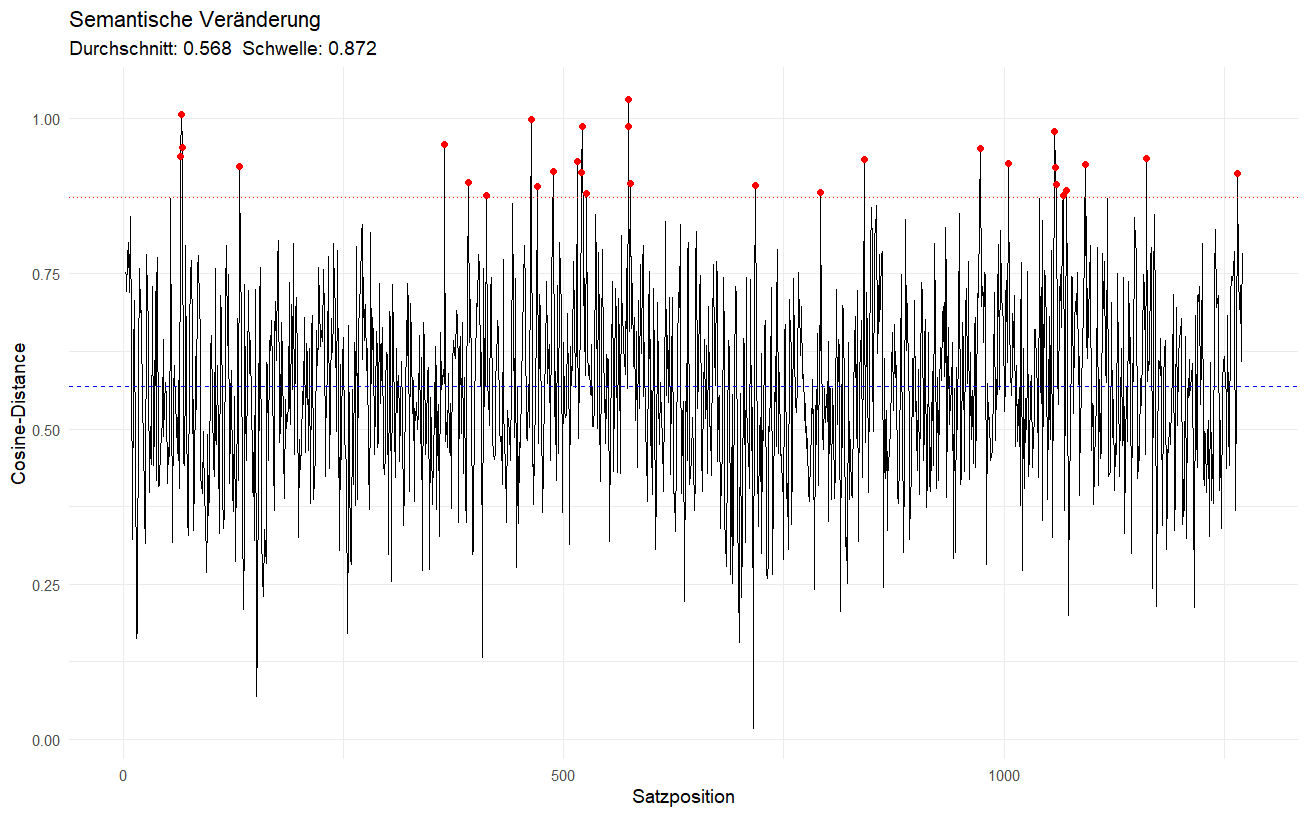 Semantische Veränderung
Durchschnitt: 0.568  Schwelle: 0.872
1.00
0.75
0.50
0.25
0.00
Cosine-Distance
0
500
1000
Satzposition